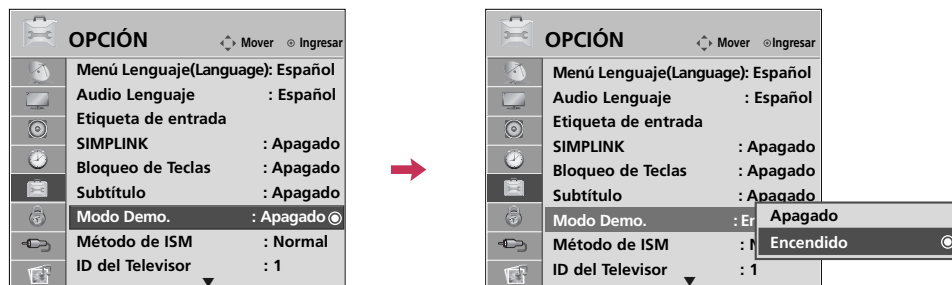 OPCIÓN Mover Ingresar
Menú Lenguaje(Language): Español
Audio Lenguaje : Español
Etiqueta de entrada
SIMPLINK : Apagado
Bloqueo de Teclas : Apagado
Subtítulo : Apagado
Modo Demo. : Apagado
Método de ISM : Normal
ID del Televisor : 1
OPCIÓN Mover Ingresar
Menú Lenguaje(Language): Español
Audio Lenguaje : Español
Etiqueta de entrada
SIMPLINK : Apagado
Bloqueo de Teclas : Apagado
Subtítulo : Apagado
Modo Demo. :
Método de ISM :
ID del Televisor : 1
Apagado
Encendido